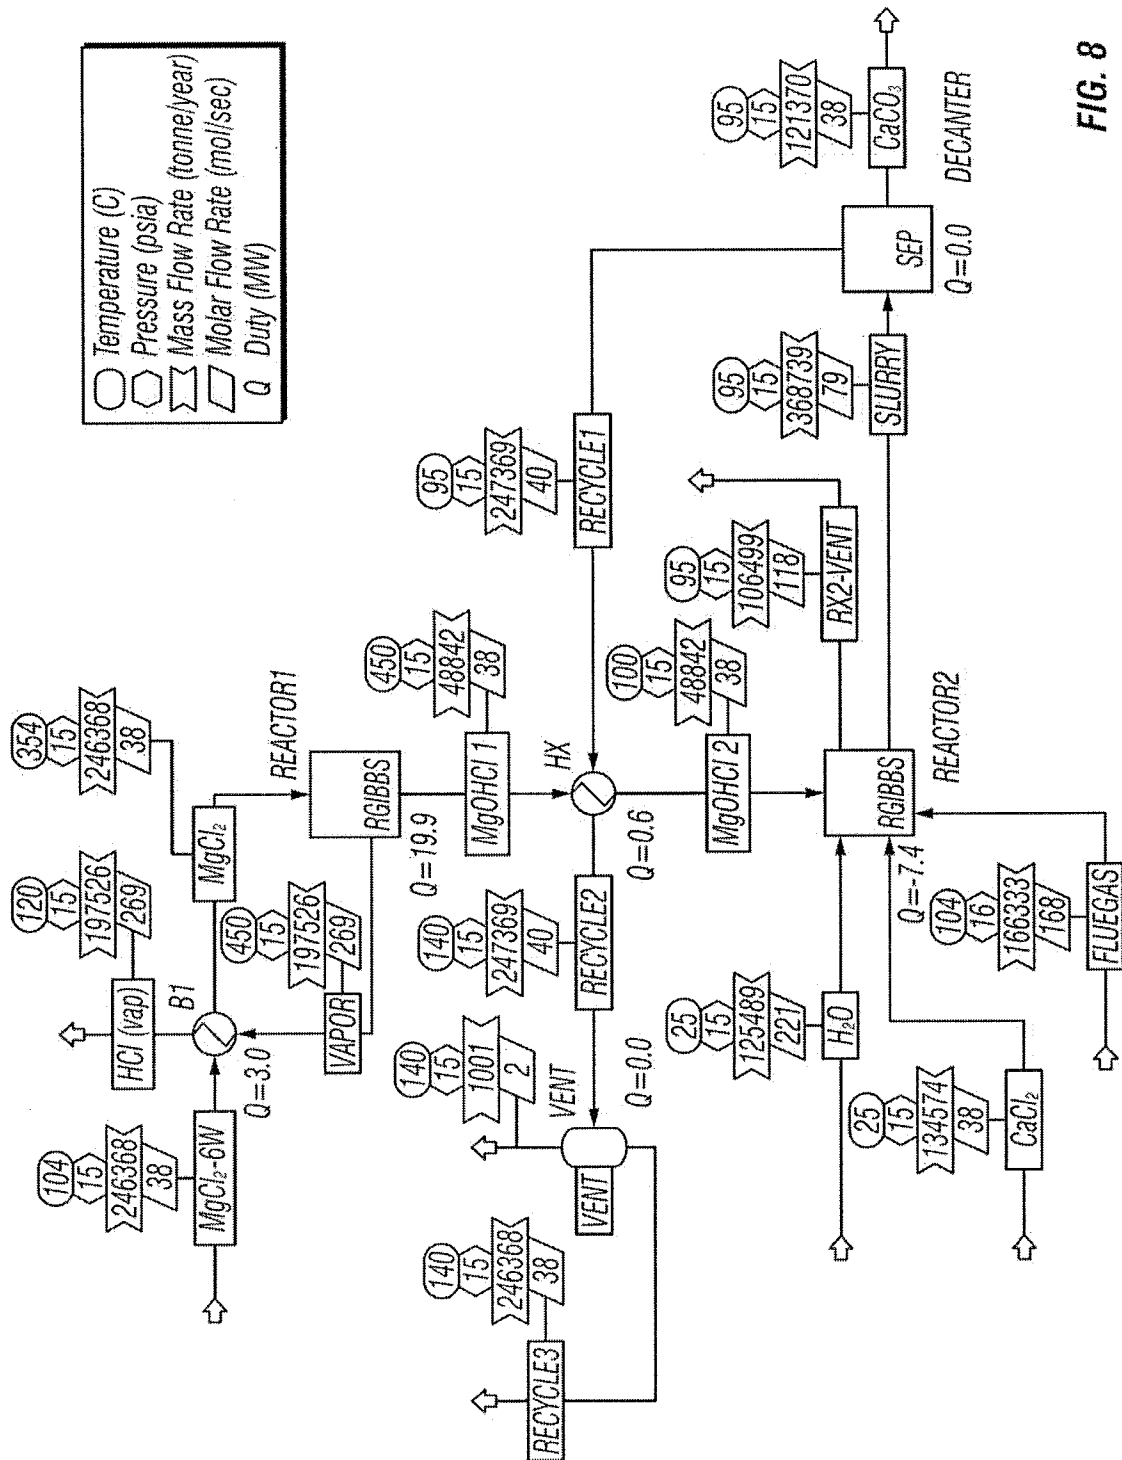 Temperature (C)
Pressure (psia)
Mass Flow Rate (tonne/year)
Molar Flow Rate (mol/sec)
Q Duty (MW)
104
15
246368
38
MgCl₂-6W
Q=3.0
B1
120
15
197526
269
HCl (vap)
354
15
246368
38
MgCl₂
REACTOR1
RGIBBS
Q=19.9
450
15
197526
269
VAPOR
450
15
48842
38
MgOHCl 1
HX
Q=0.6
95
15
247369
40
RECYCLE1
140
15
247369
40
RECYCLE2
140
15
1001
2
VENT
VENT
Q=0.0
140
15
246368
38
RECYCLE3
100
15
48842
38
MgOHCl 2
95
15
106499
118
RX2-VENT
RGIBBS
REACTOR2
Q=-7.4
25
15
125489
221
H₂O
25
15
134574
38
CaCl₂
104
16
166333
168
FLUEGAS
95
15
368739
79
SLURRY
SEP
Q=0.0
DECANTER
95
15
121370
38
CaCO₃
FIG. 8